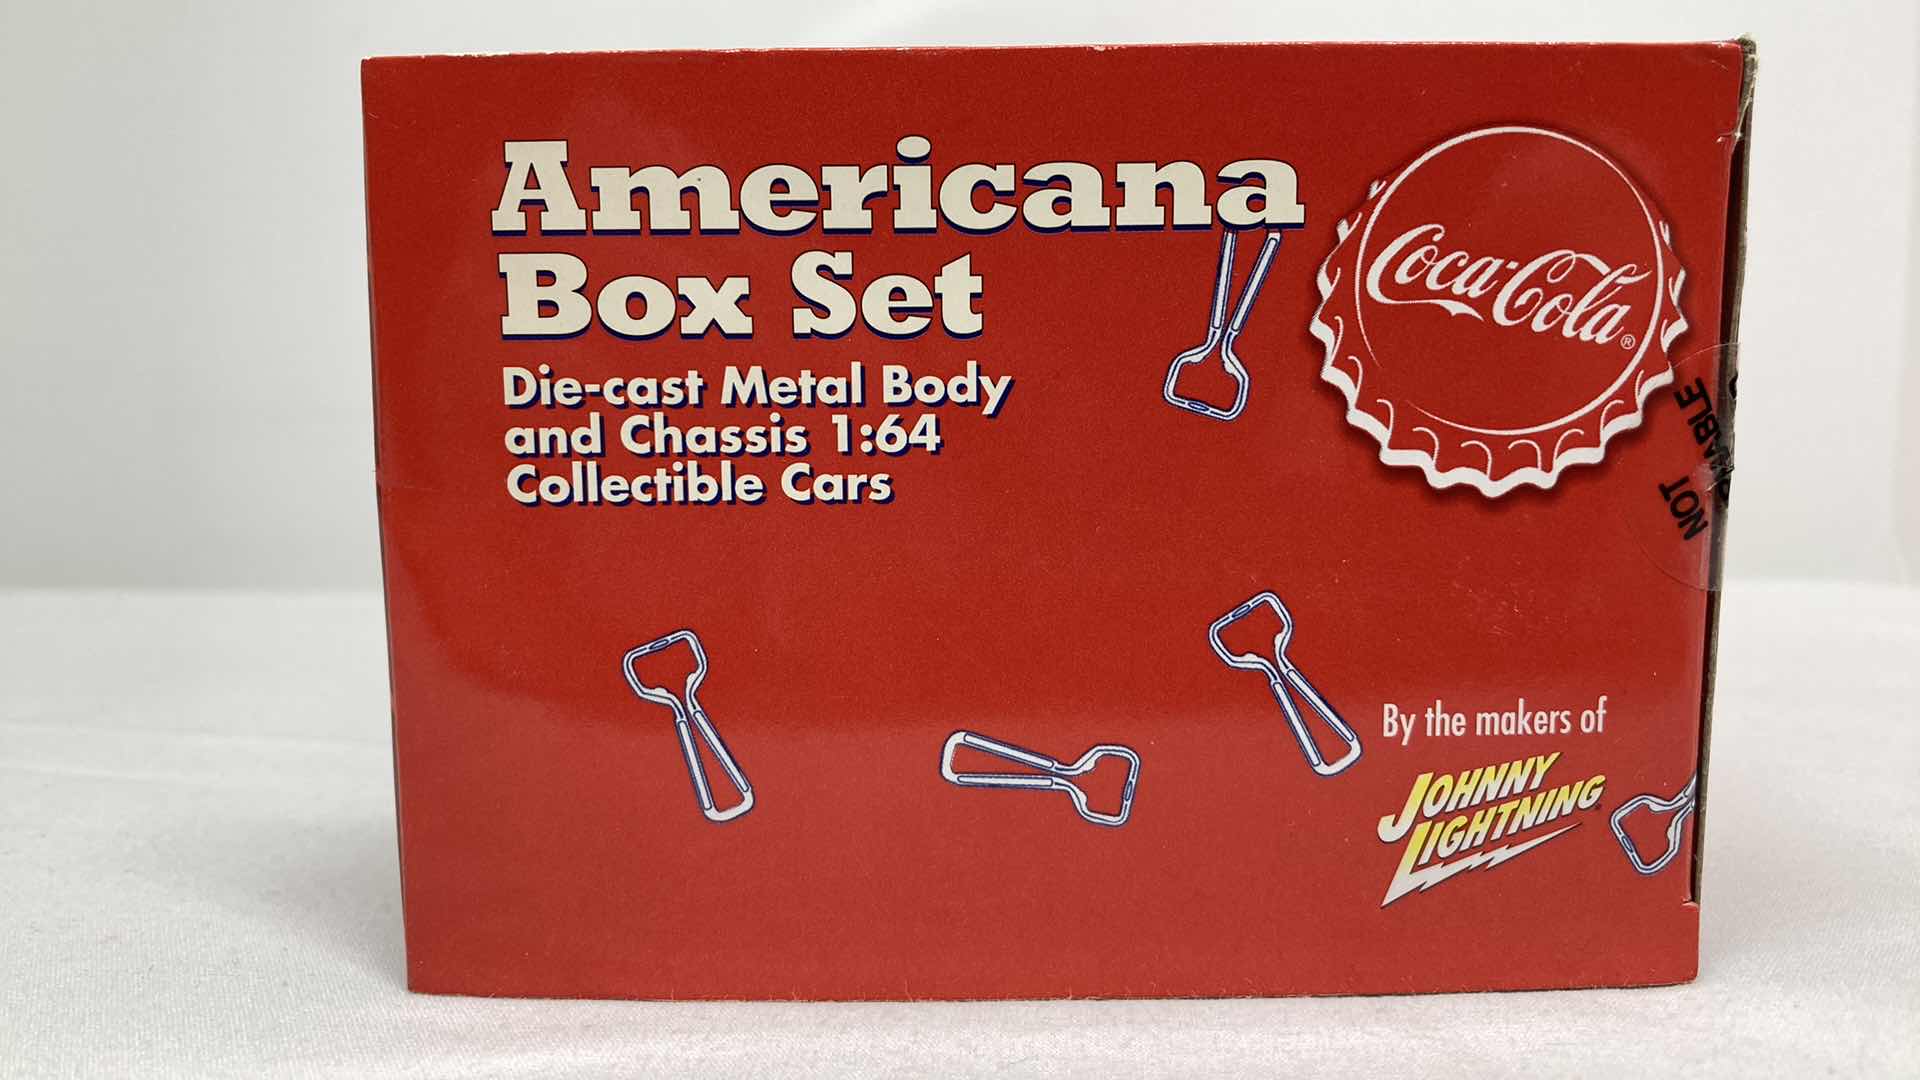 Americana
Box Set
Die-cast Metal Body
and Chassis 1:64
Collectible Cars
Coca-Cola®
NOT
By the makers of
JOHNNY
LIGHTNING